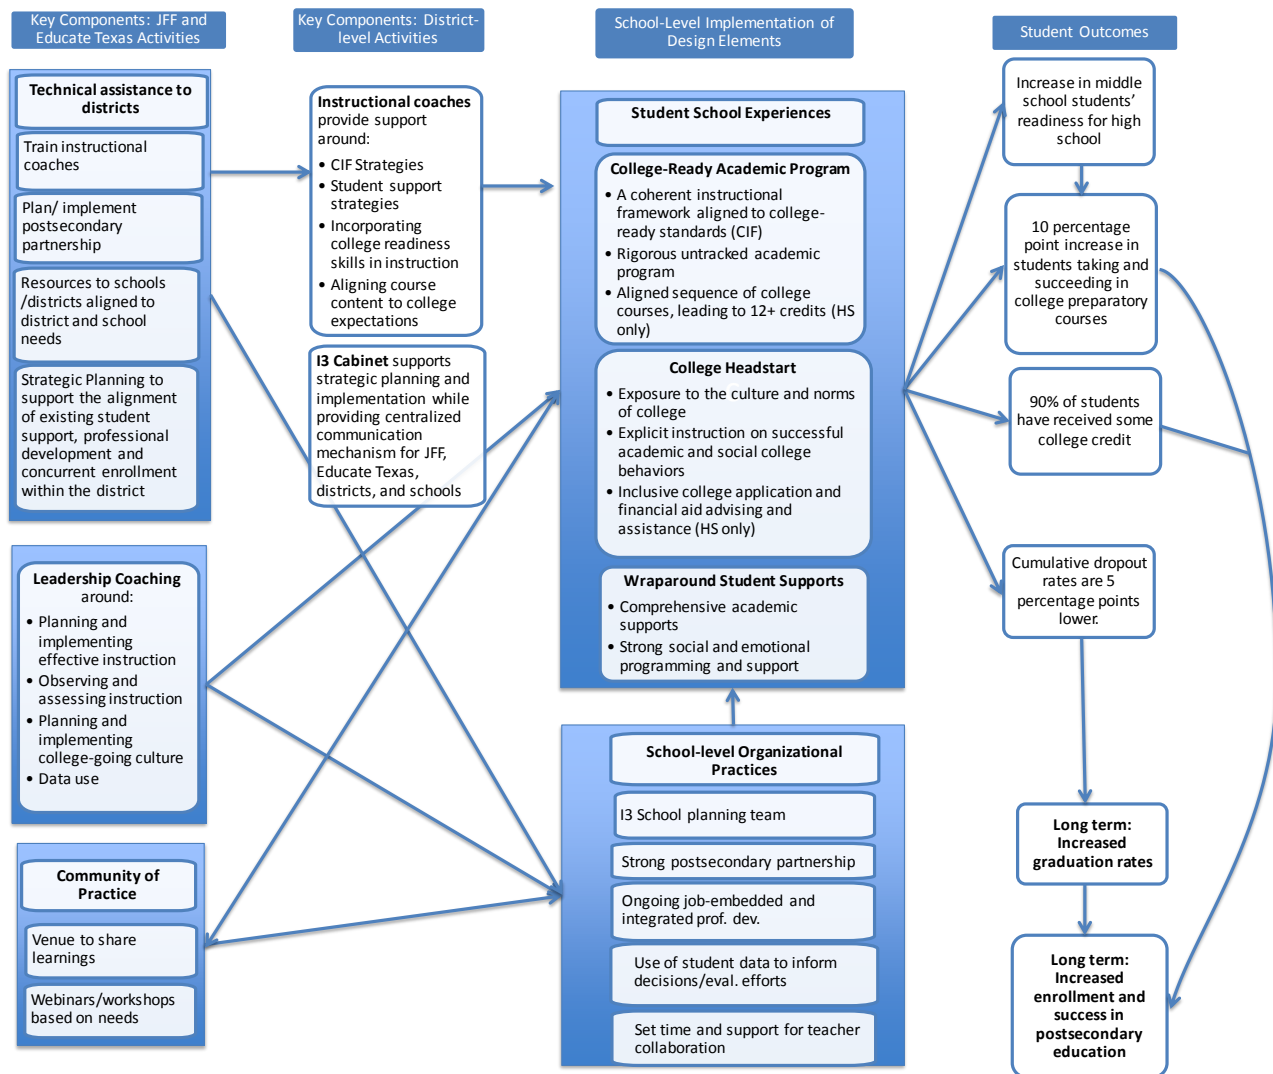 Key Components: JFF and
Educate Texas Activities
Technical assistance to
districts
Train instructional
coaches
Plan/ implement
postsecondary
partnership
Resources to schools
/districts aligned to
district and school
needs
Strategic Planning to
support the alignment
of existing student
support, professional
development and
concurrent enrollment
within the district
Leadership Coaching
around:
• Planning and
implementing
effective instruction
• Observing and
assessing instruction
• Planning and
implementing
college-going culture
• Data use
Community of
Practice
Venue to share
learnings
Webinars/workshops
based on needs
Key Components: District-
level Activities
Instructional coaches
provide support
around:
• CIF Strategies
• Student support
strategies
• Incorporating
college readiness
skills in instruction
• Aligning course
content to college
expectations
I3 Cabinet supports
strategic planning and
implementation while
providing centralized
communication
mechanism for JFF,
Educate Texas,
districts, and schools
School-Level Implementation of
Design Elements
Student School Experiences
College-Ready Academic Program
• A coherent instructional
framework aligned to college-
ready standards (CIF)
• Rigorous untracked academic
program
• Aligned sequence of college
courses, leading to 12+ credits (HS
only)
College Headstart
• Exposure to the culture and norms
of college
• Explicit instruction on successful
academic and social college
behaviors
• Inclusive college application and
financial aid advising and
assistance (HS only)
Wraparound Student Supports
• Comprehensive academic
supports
• Strong social and emotional
programming and support
School-level Organizational
Practices
I3 School planning team
Strong postsecondary partnership
Ongoing job-embedded and
integrated prof. dev.
Use of student data to inform
decisions/eval. efforts
Set time and support for teacher
collaboration
Student Outcomes
Increase in middle
school students'
readiness for high
school
10 percentage
point increase in
students taking and
succeeding in
college preparatory
courses
90% of students
have received some
college credit
Cumulative dropout
rates are 5
percentage points
lower.
Long term:
Increased
graduation rates
Long term:
Increased
enrollment and
success in
postsecondary
education